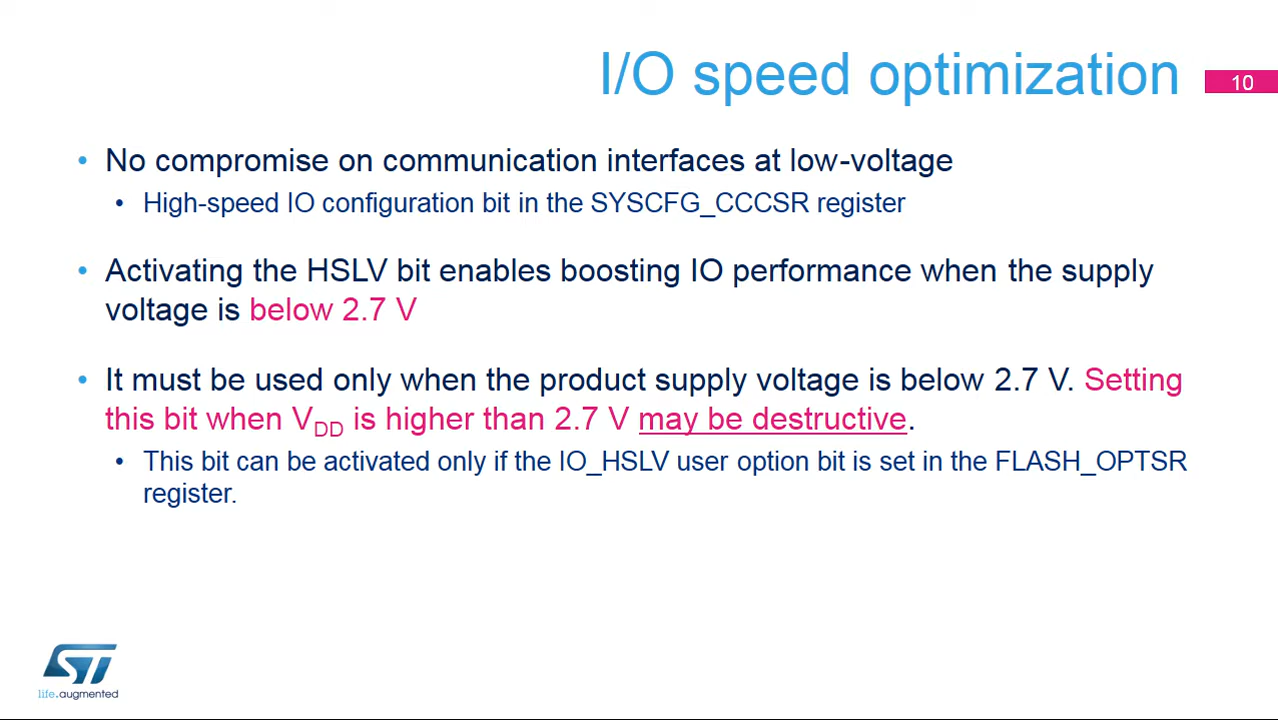 I/O speed optimization
10
• No compromise on communication interfaces at low-voltage
• High-speed IO configuration bit in the SYSCFG_CCCSR register
• Activating the HSLV bit enables boosting IO performance when the supply
voltage is below 2.7 V
• It must be used only when the product supply voltage is below 2.7 V. Setting
this bit when VDD is higher than 2.7 V may be destructive.
• This bit can be activated only if the IO_HSLV user option bit is set in the FLASH_OPTSR
register.
ST
life.augmented